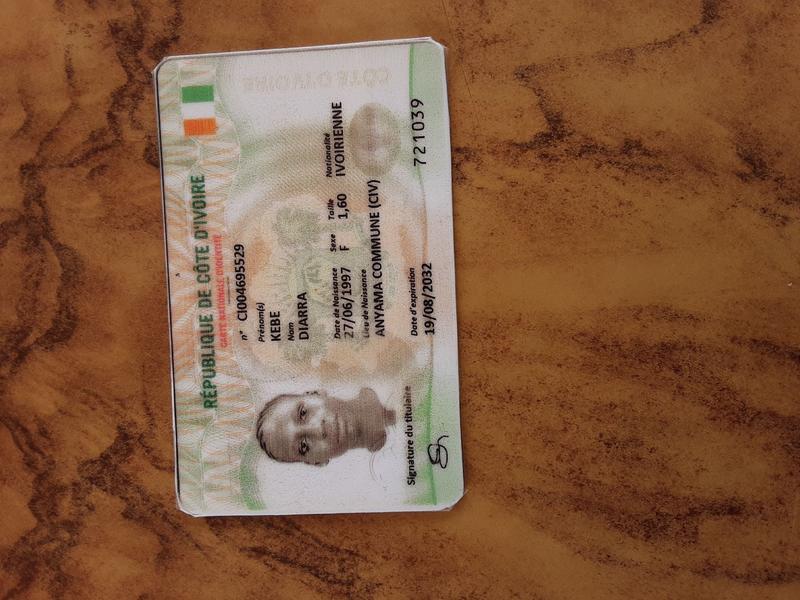 CÔTE D'IVOIRE
RÉPUBLIQUE DE CÔTE D'IVOIRE
CARTE NATIONALE D'IDENTITÉ
n° CI004695529
Prénom(s)
KEBE
Nom
DIARRA
Date de Naissance Sexe Taille Nationalité
27/06/1997 F 1,60 IVOIRIENNE
Lieu de Naissance
ANYAMA COMMUNE (CIV)
Signature du titulaire
Date d'expiration
19/08/2032
721039